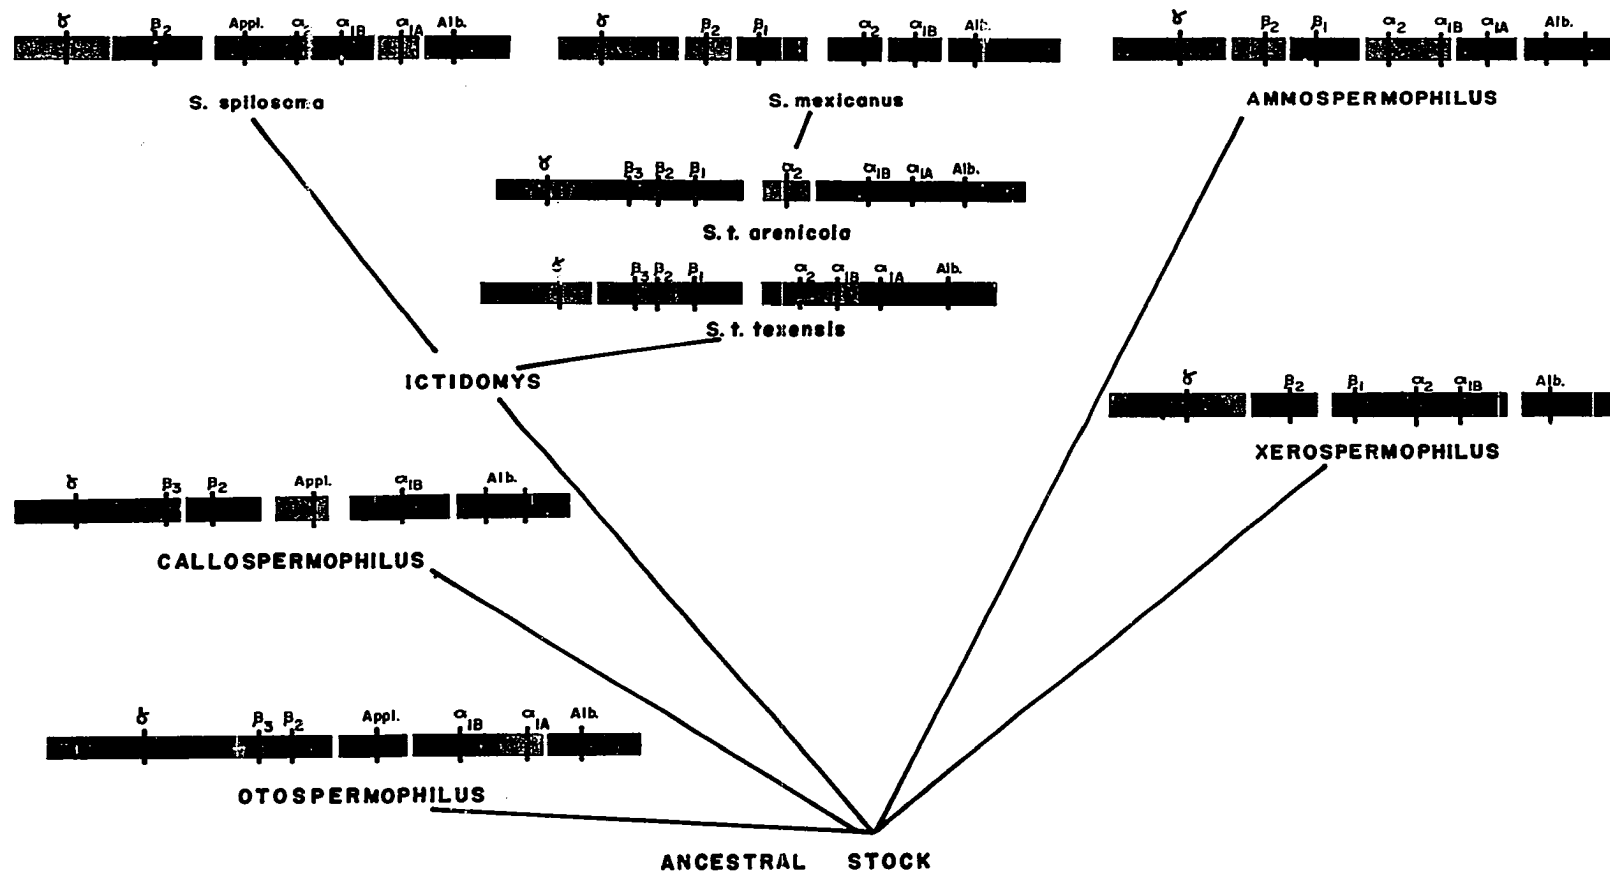 γ β2 Appl. α2 α1B α1A Alb.
S. spilosoma
γ β2 β1 α2 α1B Alb.
S. mexicanus
γ β2 β1 α2 α1B α1A Alb.
AMMOSPERMOPHILUS
γ β3 β2 β1 α2 α1B α1A Alb.
S. t. arenicola
γ β3 β2 β1 α2 α1B α1A Alb.
S. t. texensis
ICTIDOMYS
γ β2 β1 α2 α1B Alb.
XEROSPERMOPHILUS
γ β3 β2 Appl. α1B Alb.
CALLOSPERMOPHILUS
γ β3 β2 Appl. α1B α1A Alb.
OTOSPERMOPHILUS
ANCESTRAL STOCK